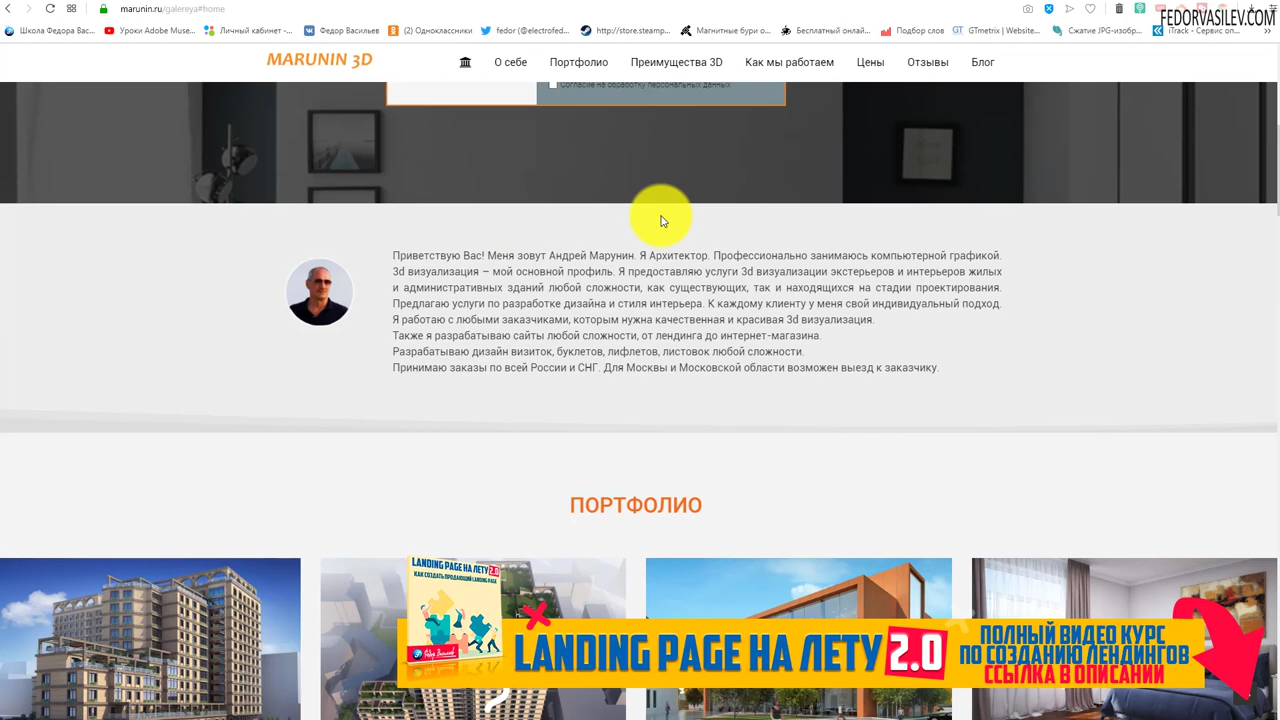 marunin.ru/galereya#home
FEDORVASILEV.COM
Школа Федора Вас...
Уроки Adobe Muse...
Личный кабинет -...
Федор Васильев
(2) Одноклассники
fedor (@electrofed...
http://store.steamp...
Магнитные бури о...
Бесплатный онлай...
Подбор слов
GTmetrix | Website...
Сжатие JPG-изобр...
iTrack - Сервис оп...
MARUNIN 3D
О себе
Портфолио
Преимущества 3D
Как мы работаем
Цены
Отзывы
Блог
Согласие на обработку персональных данных
Приветствую Вас! Меня зовут Андрей Марунин. Я Архитектор. Профессионально занимаюсь компьютерной графикой.
3d визуализация – мой основной профиль. Я предоставляю услуги 3d визуализации экстерьеров и интерьеров жилых
и административных зданий любой сложности, как существующих, так и находящихся на стадии проектирования.
Предлагаю услуги по разработке дизайна и стиля интерьера. К каждому клиенту у меня свой индивидуальный подход.
Я работаю с любыми заказчиками, которым нужна качественная и красивая 3d визуализация.
Также я разрабатываю сайты любой сложности, от лендинга до интернет-магазина.
Разрабатываю дизайн визиток, буклетов, лифлетов, листовок любой сложности.
Принимаю заказы по всей России и СНГ. Для Москвы и Московской области возможен выезд к заказчику.
ПОРТФОЛИО
LANDING PAGE НА ЛЕТУ 2.0
КАК СОЗДАТЬ ПРОДАЮЩИЙ LANDING PAGE
LANDING PAGE НА ЛЕТУ 2.0
ПОЛНЫЙ ВИДЕО КУРС
ПО СОЗДАНИЮ ЛЕНДИНГОВ
ССЫЛКА В ОПИСАНИИ